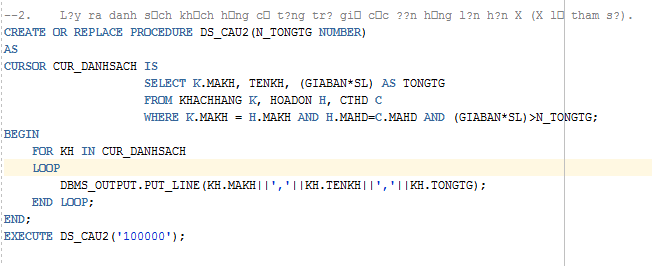 --2. L?y ra danh s□ch kh□ch h□ng c□ t?ng tr? gi□ c□c ??n h□ng l?n h?n X (X l□ tham s?).
CREATE OR REPLACE PROCEDURE DS_CAU2(N_TONGTG NUMBER)
AS
CURSOR CUR_DANHSACH IS
SELECT K.MAKH, TENKH, (GIABAN*SL) AS TONGTG
FROM KHACHHANG K, HOADON H, CTHD C
WHERE K.MAKH = H.MAKH AND H.MAHD=C.MAHD AND (GIABAN*SL)>N_TONGTG;
BEGIN
FOR KH IN CUR_DANHSACH
LOOP
DBMS_OUTPUT.PUT_LINE(KH.MAKH||','||KH.TENKH||','||KH.TONGTG);
END LOOP;
END;
EXECUTE DS_CAU2('100000');